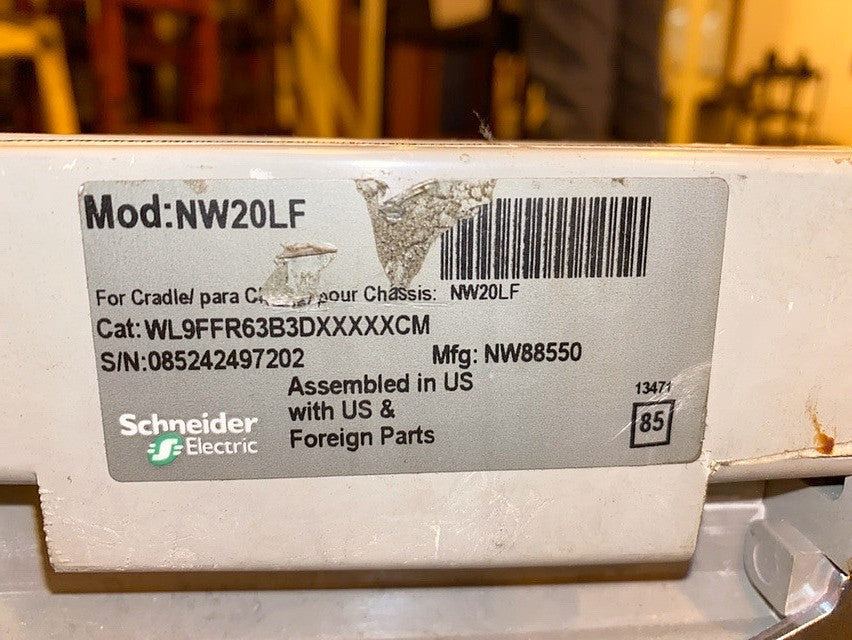 Mod:NW20LF
For Cradle/ para pour Chassis: NW20LF
Cat: WL9FFR63B3DXXXXXCM
S/N:085242497202 Mfg: NW88550
Assembled in US
with US &
Foreign Parts
13471
85
Schneider
Electric